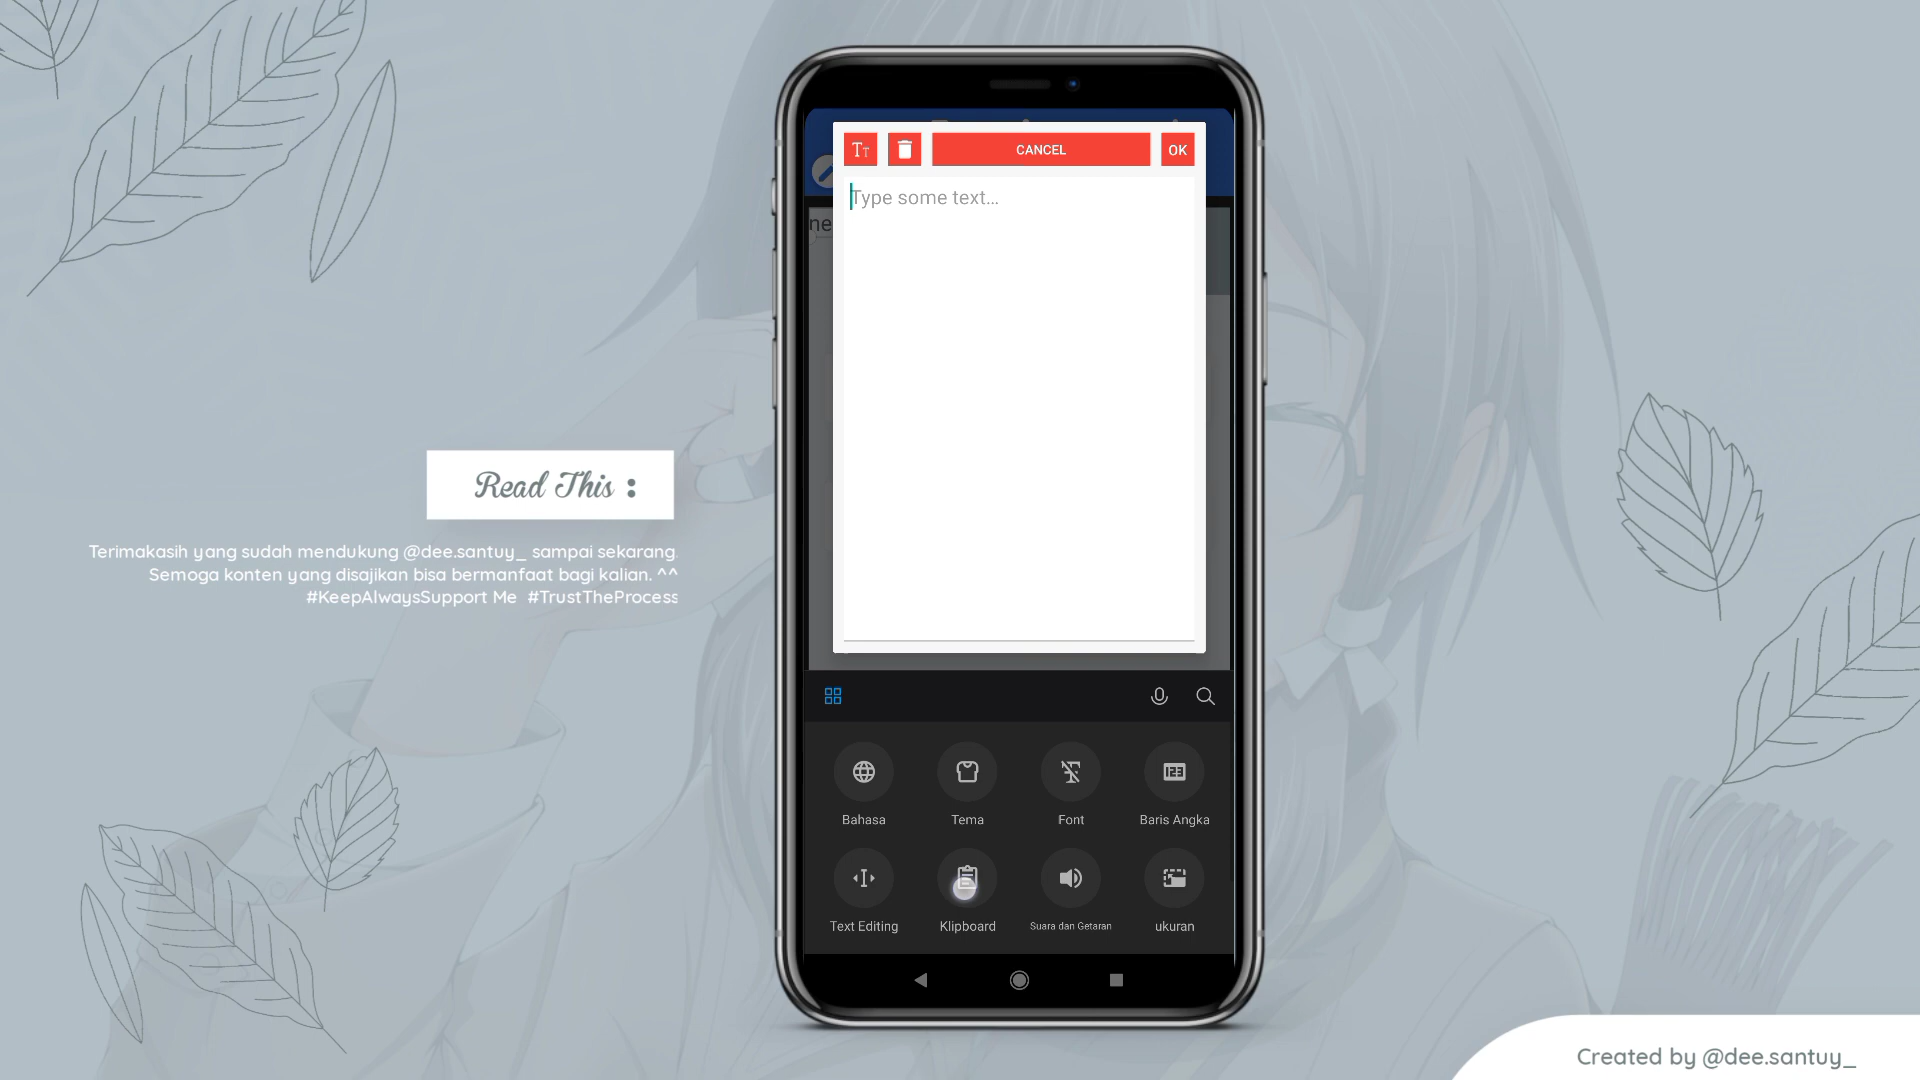 TT
CANCEL
OK
Type some text...
ne
Read This :
Terimakasih yang sudah mendukung @dee.santuy_ sampai sekarang.
Semoga konten yang disajikan bisa bermanfaat bagi kalian. ^^
#KeepAlwaysSupport Me #TrustTheProcess
Bahasa
Tema
Font
Baris Angka
Text Editing
Klipboard
Suara dan Getaran
ukuran
Created by @dee.santuy_